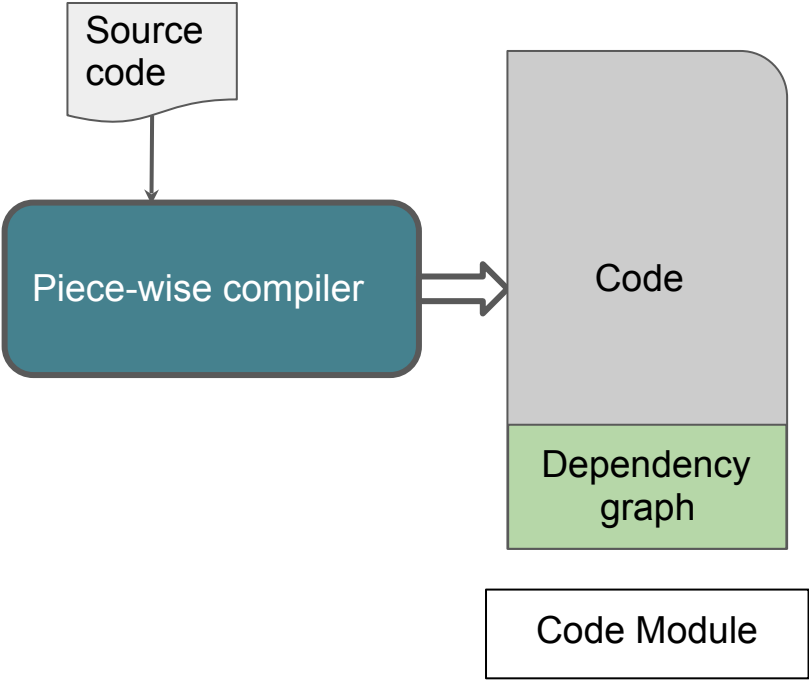 Source
code
Piece-wise compiler
Code
Dependency
graph
Code Module